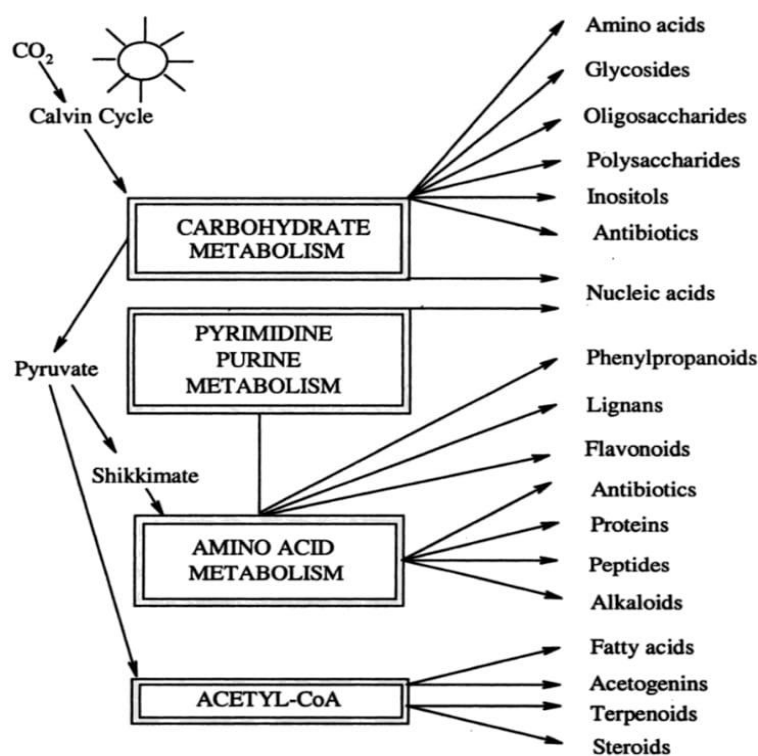 CO₂
Calvin Cycle
CARBOHYDRATE
METABOLISM
PYRIMIDINE
PURINE
METABOLISM
Pyruvate
Shikkimate
AMINO ACID
METABOLISM
ACETYL-CoA
Amino acids
Glycosides
Oligosaccharides
Polysaccharides
Inositols
Antibiotics
Nucleic acids
Phenylpropanoids
Lignans
Flavonoids
Antibiotics
Proteins
Peptides
Alkaloids
Fatty acids
Acetogenins
Terpenoids
Steroids